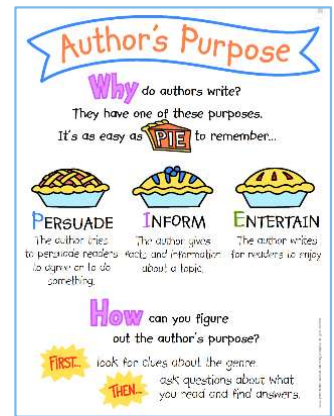 Author's Purpose
Why do authors write?
They have one of these purposes.
It's as easy as PIE to remember...
PERSUADE INFORM ENTERTAIN
The author tries
to persuade readers
to agree or to do
something.
The author gives
facts and information
about a topic.
The author writes
for readers to enjoy
How can you figure
out the author's purpose?
FIRST... look for clues about the genre.
THEN... ask questions about what
you read and find answers.